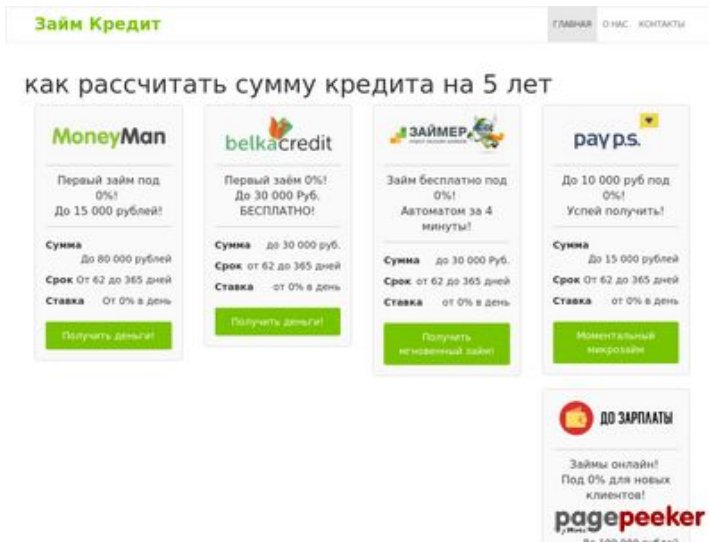 Займ Кредит
ГЛАВНАЯ О НАС КОНТАКТЫ
как рассчитать сумму кредита на 5 лет
MoneyMan
Первый займ под
0%!
До 15 000 рублей!
Сумма
До 80 000 рублей
Срок От 62 до 365 дней
Ставка От 0% в день
Получить деньги!
belkacredit
Первый заём 0%!
До 30 000 Руб.
БЕСПЛАТНО!
Сумма до 30 000 руб.
Срок от 62 до 365 дней
Ставка от 0% в день
Получить деньги!
ЗАЙМЕР
Займ бесплатно под
0%!
Автоматом за 4
минуты!
Сумма до 30 000 Руб.
Срок от 62 до 365 дней
Ставка от 0% в день
Получить
мгновенный займ!
pay p.s.
До 10 000 руб под
0%!
Успей получить!
Сумма
До 15 000 рублей
Срок От 62 до 365 дней
Ставка От 0% в день
Моментальный
микрозайм
ДО ЗАРПЛАТЫ
Займы онлайн!
Под 0% для новых
клиентов!
pagepeeker
До 100 000 рублей